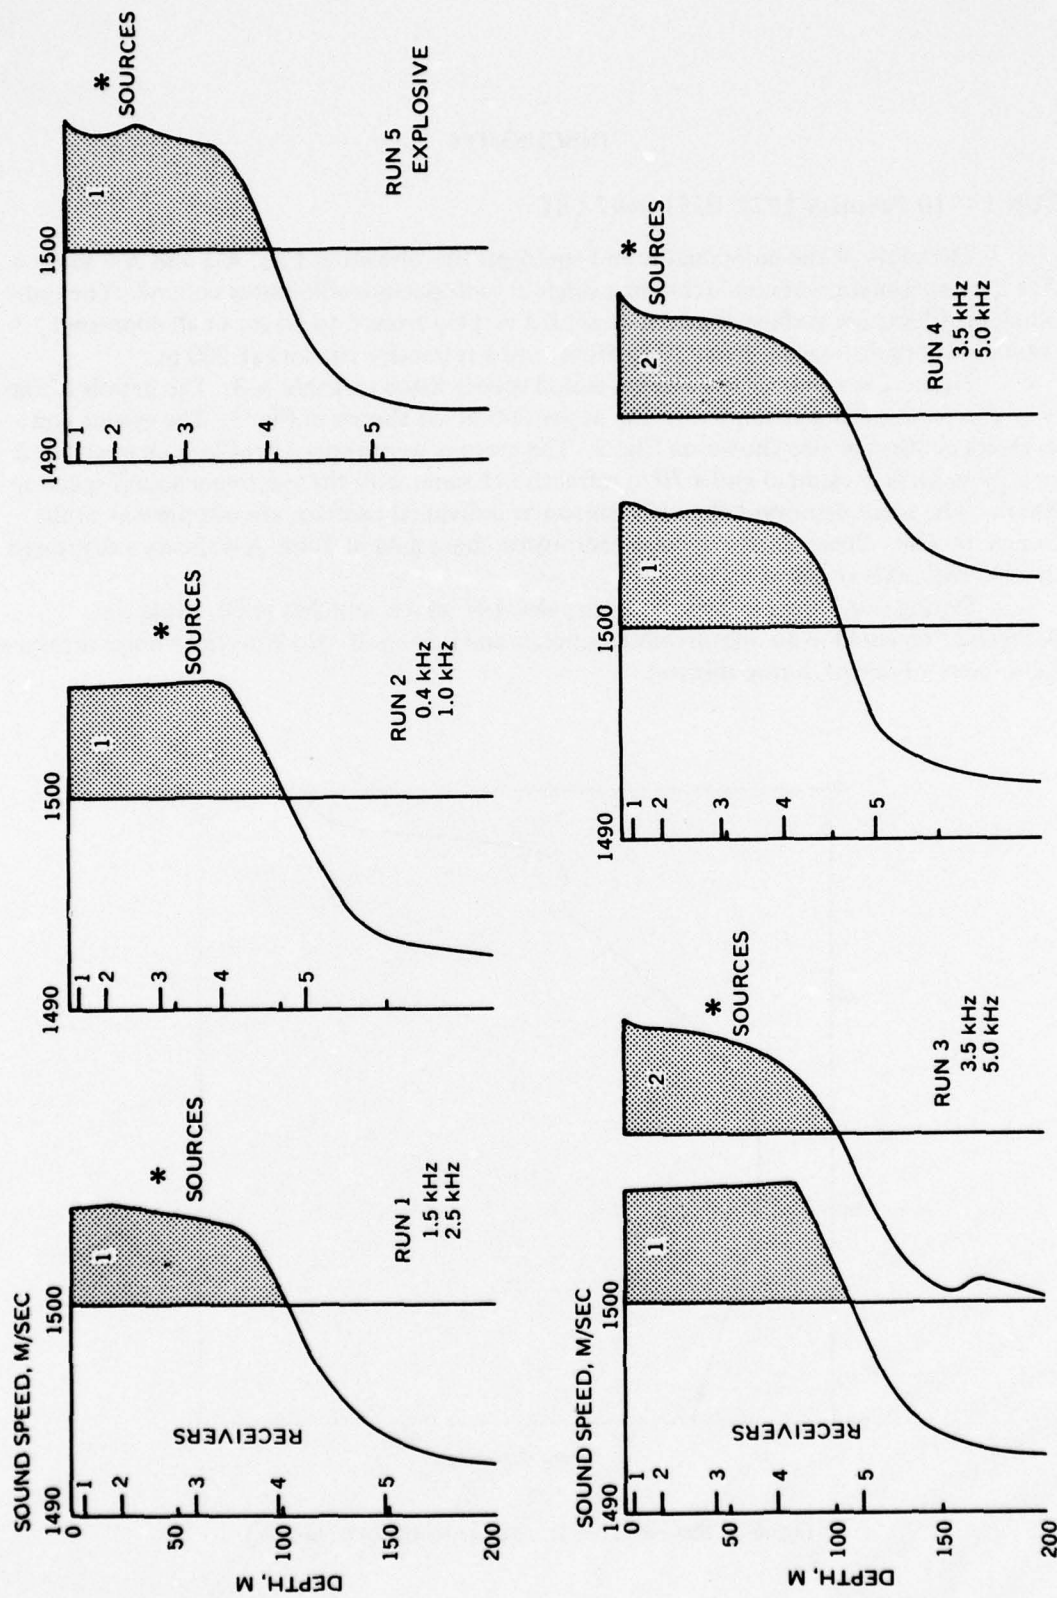 SOUND SPEED, M/SEC
1490
1500
0
50
100
150
200
DEPTH, M
RECEIVERS
1
2
3
4
5
1
*
SOURCES
RUN 1
1.5 kHz
2.5 kHz
1490
1500
1
2
3
4
5
1
*
SOURCES
RUN 2
0.4 kHz
1.0 kHz
1490
1500
1
2
3
4
5
1
*
SOURCES
RUN 5
EXPLOSIVE
SOUND SPEED, M/SEC
1490
1500
0
50
100
150
200
DEPTH, M
RECEIVERS
1
2
3
4
5
1
2
*
SOURCES
RUN 3
3.5 kHz
5.0 kHz
1490
1500
1
2
3
4
5
1
2
*
SOURCES
RUN 4
3.5 kHz
5.0 kHz